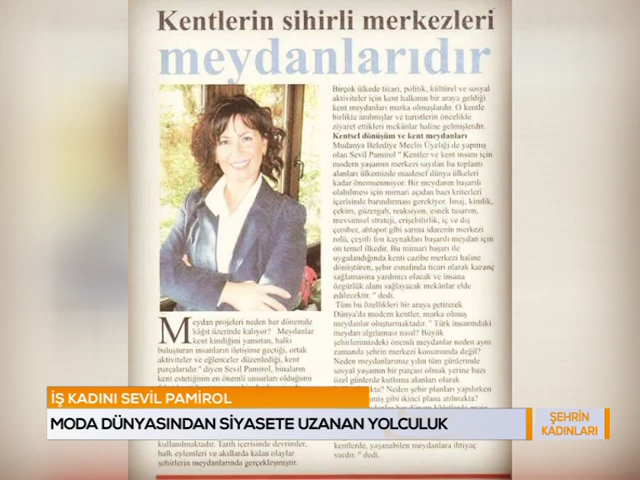 Kentlerin sihirli merkezleri
meydanlarıdır
Birçok ülkede ticari, politik, kültürel ve sosyal
aktiviteler için kent halkının bir araya geldiği
kent meydanları marka olmuşlardır. O kentle
birlikte anılmışlar ve turistlerin öncelikle
ziyaret ettikleri mekânlar haline gelmişlerdir.
Kentsel dönüşüm ve kent meydanları
Mudanya Belediye Meclis Üyeliği de yapmış
olan Sevil Pamirol " Kentler ve kent insanı için
modern yaşamın merkezi sayılan bu toplantı
alanları ülkemizde maalesef dünya ülkeleri
kadar önemsenmiyor. Bir meydanın başarılı
olabilmesi için mimari açıdan bazı kriterleri
içerisinde barındırması gerekiyor. İmaj, kimlik,
çekim, güzergah, reaksiyon, esnek tasarım,
mevsimsel strateji, erişebilirlik, iç ve dış
çember, ahtapot gibi sarma idarenin merkezi
rolü, çeşitli fon kaynakları başarılı meydan için
on temel ilkedir. Bu mimari başarı ile
uygulandığında kenti cazibe merkezi haline
dönüştüren, şehir esnafında ticari olarak kazanç
sağlamasına yardımcı olacak ve insana
özgürlük alanı sağlayacak mekânlar elde
edilecektir. " dedi.
Tüm bu özellikleri bir araya getirerek
Dünya'da modern kentler, marka olmuş
meydanlar oluşturmaktadır. " Türk insanındaki
meydan algılaması nasıl? Büyük
şehirlerimizdeki önemli meydanlar neden aynı
zamanda şehrin merkezi konumunda değil?
Neden meydanlarımız yılın tüm günlerinde
sosyal yaşamın bir parçası olmak yerine bazı
özel günlerde kutlama alanları olarak
Neden şehir planları yapılırken
gibi ikinci plana atılmakta?
Meydan projeleri neden her dönemde
kâğıt üzerinde kalıyor? Meydanlar
kent kimliğini yansıtan, halkı
buluşturan insanların iletişime geçtiği, ortak
aktiviteler ve eğlenceler düzenlediği, kent
parçalarıdır." diyen Sevil Pamirol, binaların
kent estetiğinin en önemli unsurları olduğunu
İŞ KADINI SEVİL PAMİROL
MODA DÜNYASINDAN SİYASETE UZANAN YOLCULUK
ŞEHRİN
KADINLARI
kullanılmaktadır. Tarih içerisinde devrimler,
halk eylemleri ve akıllarda kalan olaylar
şehirlerin meydanlarında gerçekleşmiştir.
kentlerde, yaşanabilen meydanlara ihtiyaç
vardır. " dedi.